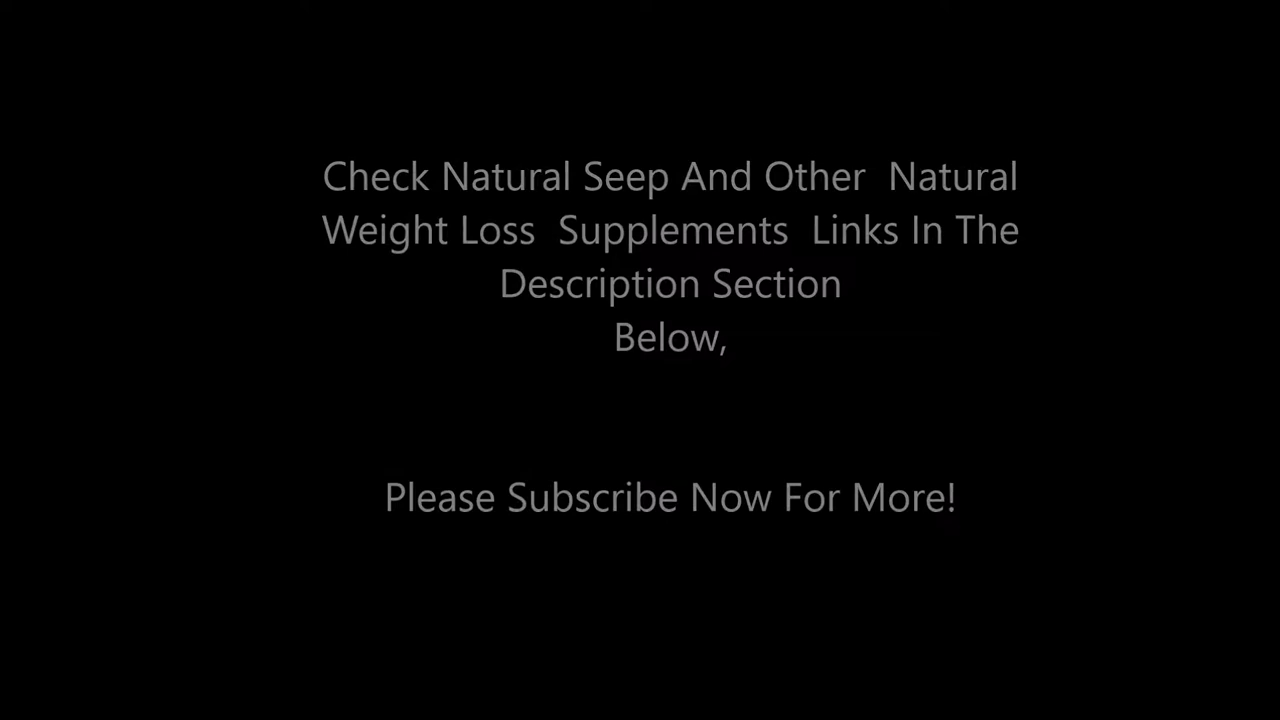 Check Natural Seep And Other  Natural
Weight Loss  Supplements  Links In The
Description Section
Below,
Please Subscribe Now For More!